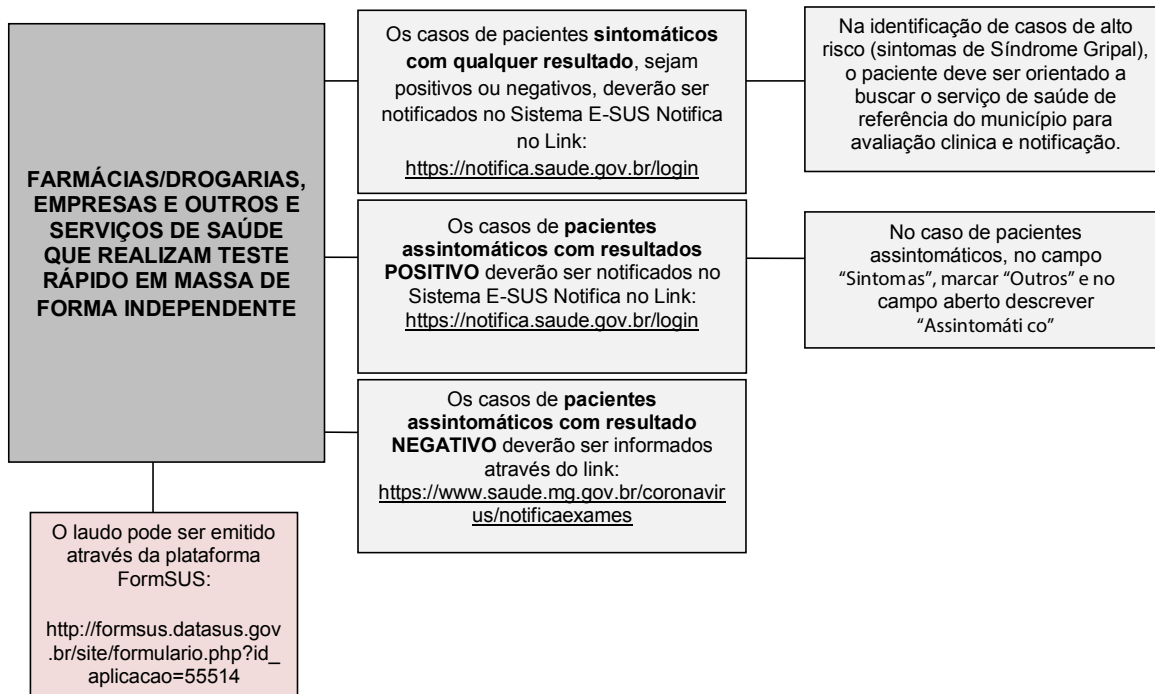 FARMÁCIAS/DROGARIAS,
EMPRESAS E OUTROS E
SERVIÇOS DE SAÚDE
QUE REALIZAM TESTE
RÁPIDO EM MASSA DE
FORMA INDEPENDENTE
Os casos de pacientes sintomáticos
com qualquer resultado, sejam
positivos ou negativos, deverão ser
notificados no Sistema E-SUS Notifica
no Link:
https://notifica.saude.gov.br/login
Na identificação de casos de alto
risco (sintomas de Síndrome Gripal),
o paciente deve ser orientado a
buscar o serviço de saúde de
referência do município para
avaliação clinica e notificação.
Os casos de pacientes
assintomáticos com resultados
POSITIVO deverão ser notificados no
Sistema E-SUS Notifica no Link:
https://notifica.saude.gov.br/login
No caso de pacientes
assintomáticos, no campo
“Sintomas”, marcar “Outros” e no
campo aberto descrever
“Assintomáti co”
Os casos de pacientes
assintomáticos com resultado
NEGATIVO deverão ser informados
através do link:
https://www.saude.mg.gov.br/coronavir
us/notificaexames
O laudo pode ser emitido
através da plataforma
FormSUS:
http://formsus.datasus.gov
.br/site/formulario.php?id_
aplicacao=55514